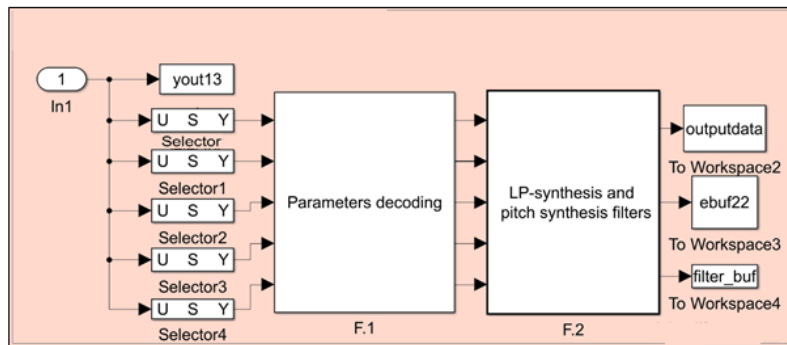 1
In1
yout13
U S Y
Selector
U S Y
Selector1
U S Y
Selector2
U S Y
Selector3
U S Y
Selector4
Parameters decoding
F.1
LP-synthesis and
pitch synthesis filters
F.2
outputdata
To Workspace2
ebuf22
To Workspace3
filter_buf
To Workspace4